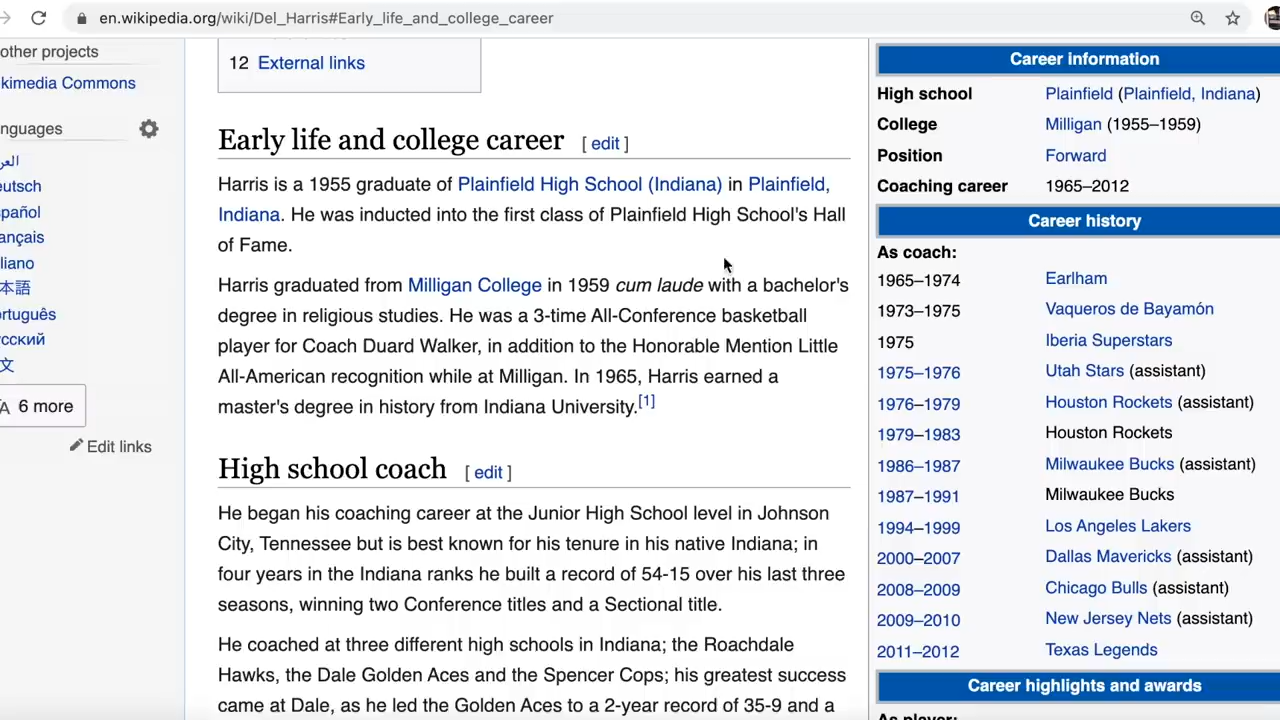 en.wikipedia.org/wiki/Del_Harris#Early_life_and_college_career
other projects
kimedia Commons
nguages
العر
eutsch
spañol
ançais
liano
本語
rtuguês
сский
文
6 more
Edit links
12 External links
Early life and college career [ edit ]
Harris is a 1955 graduate of Plainfield High School (Indiana) in Plainfield,
Indiana. He was inducted into the first class of Plainfield High School's Hall
of Fame.
Harris graduated from Milligan College in 1959 cum laude with a bachelor's
degree in religious studies. He was a 3-time All-Conference basketball
player for Coach Duard Walker, in addition to the Honorable Mention Little
All-American recognition while at Milligan. In 1965, Harris earned a
master's degree in history from Indiana University.[1]
High school coach [ edit ]
He began his coaching career at the Junior High School level in Johnson
City, Tennessee but is best known for his tenure in his native Indiana; in
four years in the Indiana ranks he built a record of 54-15 over his last three
seasons, winning two Conference titles and a Sectional title.
He coached at three different high schools in Indiana; the Roachdale
Hawks, the Dale Golden Aces and the Spencer Cops; his greatest success
came at Dale, as he led the Golden Aces to a 2-year record of 35-9 and a
Career information
High school Plainfield (Plainfield, Indiana)
College Milligan (1955–1959)
Position Forward
Coaching career 1965–2012
Career history
As coach:
1965–1974 Earlham
1973–1975 Vaqueros de Bayamón
1975 Iberia Superstars
1975–1976 Utah Stars (assistant)
1976–1979 Houston Rockets (assistant)
1979–1983 Houston Rockets
1986–1987 Milwaukee Bucks (assistant)
1987–1991 Milwaukee Bucks
1994–1999 Los Angeles Lakers
2000–2007 Dallas Mavericks (assistant)
2008–2009 Chicago Bulls (assistant)
2009–2010 New Jersey Nets (assistant)
2011–2012 Texas Legends
Career highlights and awards
As player: